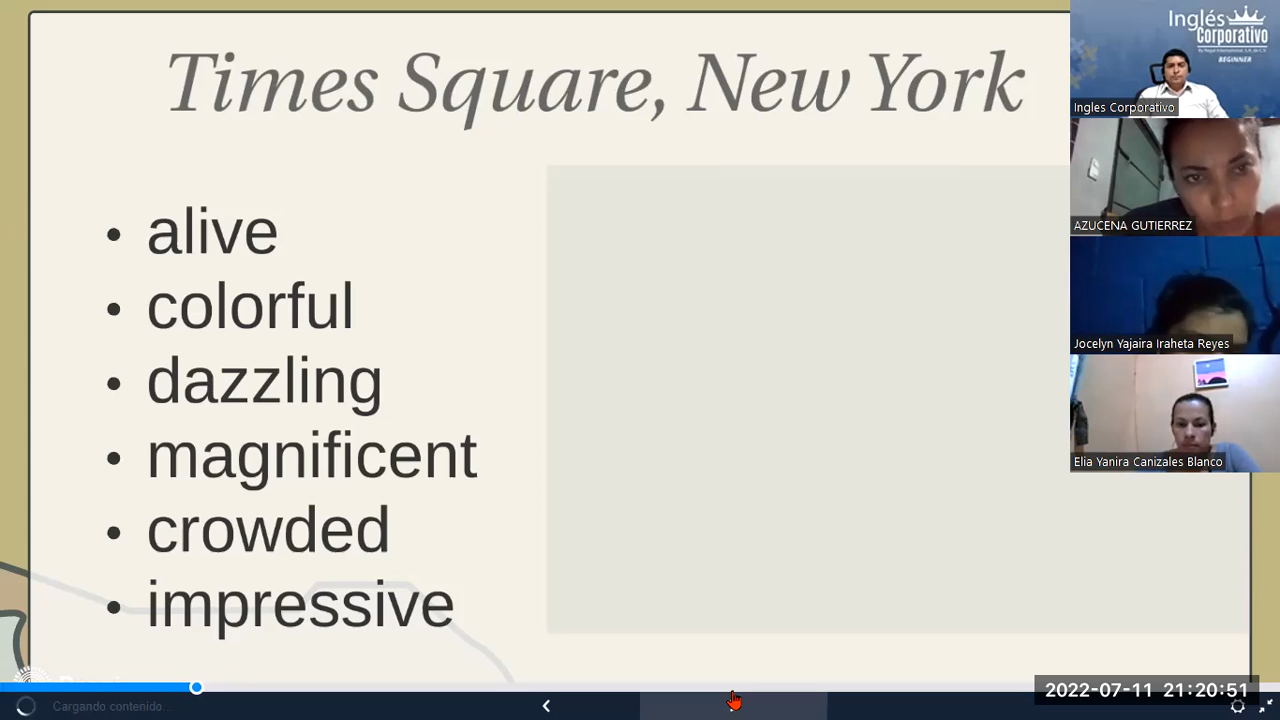 Times Square, New York
• alive
• colorful
• dazzling
• magnificent
• crowded
• impressive
Inglés
Corporativo
BEGINNER
Ingles Corporativo
AZUCENA GUTIERREZ
Jocelyn Yajaira Iraheta Reyes
Elia Yanira Canizales Blanco
2022-07-11 21:20:51
Cargando contenido...